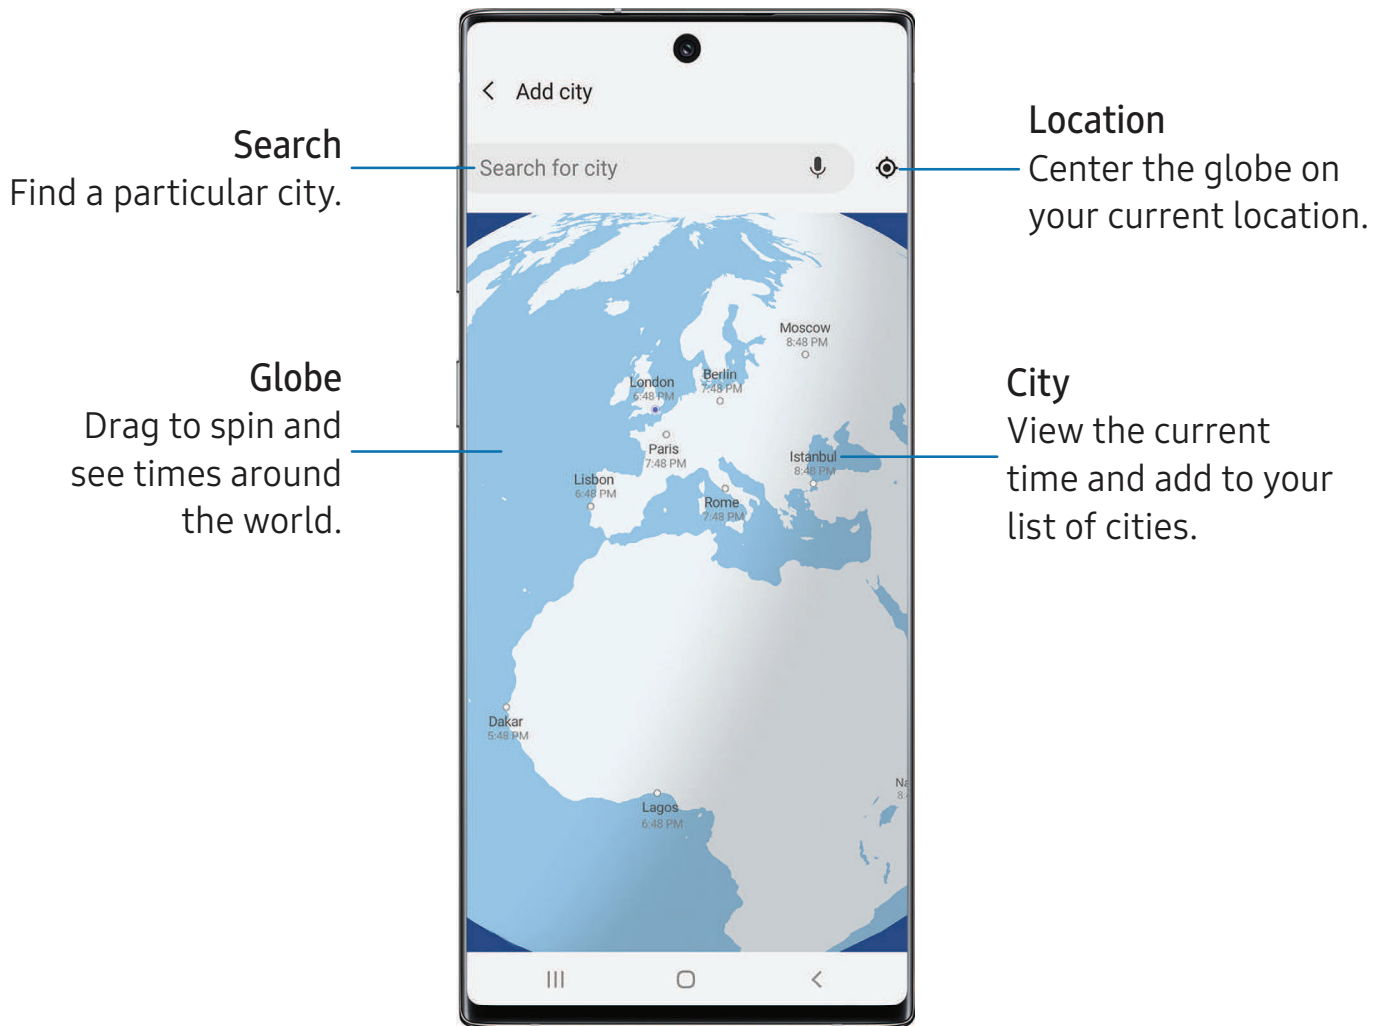 Add city
Search
Find a particular city.
Search for city
Location
Center the globe on
your current location.
Globe
Drag to spin and
see times around
the world.
Moscow
8:48 PM
London
6:48 PM
Berlin
7:48 PM
Paris
7:48 PM
Istanbul
8:48 PM
Lisbon
6:48 PM
Rome
7:48 PM
Dakar
5:48 PM
Lagos
6:48 PM
Na
8:4
City
View the current
time and add to your
list of cities.